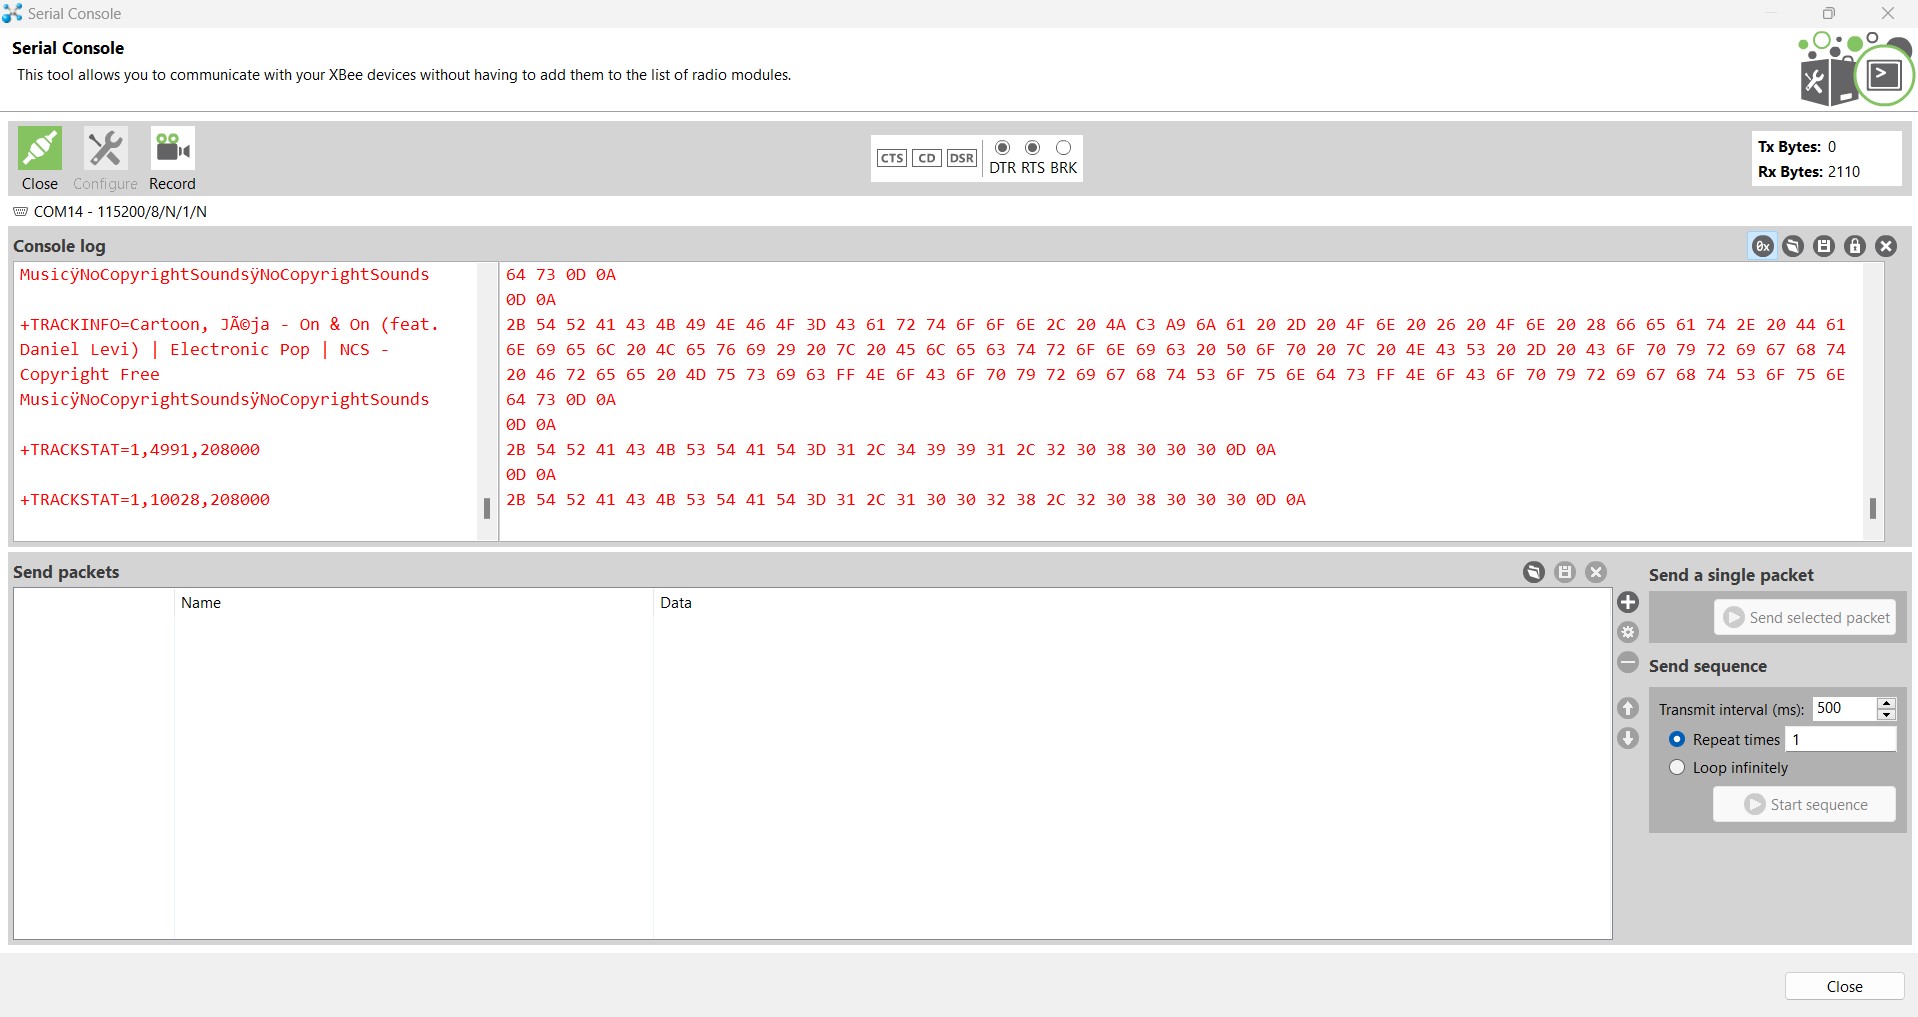 Serial Console
Serial Console
This tool allows you to communicate with your XBee devices without having to add them to the list of radio modules.
Close Configure Record
CTS CD DSR DTR RTS BRK
Tx Bytes: 0
Rx Bytes: 2110
COM14 - 115200/8/N/1/N
Console log
0x
MusicÿNoCopyrightSoundsÿNoCopyrightSounds
+TRACKINFO=Cartoon, JÃ©ja - On & On (feat.
Daniel Levi) | Electronic Pop | NCS -
Copyright Free
MusicÿNoCopyrightSoundsÿNoCopyrightSounds
+TRACKSTAT=1,4991,208000
+TRACKSTAT=1,10028,208000
64 73 0D 0A
0D 0A
2B 54 52 41 43 4B 49 4E 46 4F 3D 43 61 72 74 6F 6F 6E 2C 20 4A C3 A9 6A 61 20 2D 20 4F 6E 20 26 20 4F 6E 20 28 66 65 61 74 2E 20 44 61
6E 69 65 6C 20 4C 65 76 69 29 20 7C 20 45 6C 65 63 74 72 6F 6E 69 63 20 50 6F 70 20 7C 20 4E 43 53 20 2D 20 43 6F 70 79 72 69 67 68 74
20 46 72 65 65 20 4D 75 73 69 63 FF 4E 6F 43 6F 70 79 72 69 67 68 74 53 6F 75 6E 64 73 FF 4E 6F 43 6F 70 79 72 69 67 68 74 53 6F 75 6E
64 73 0D 0A
0D 0A
2B 54 52 41 43 4B 53 54 41 54 3D 31 2C 34 39 39 31 2C 32 30 38 30 30 30 0D 0A
0D 0A
2B 54 52 41 43 4B 53 54 41 54 3D 31 2C 31 30 30 32 38 2C 32 30 38 30 30 30 0D 0A
Send packets
Name Data
Send a single packet
Send selected packet
Send sequence
Transmit interval (ms): 500
Repeat times 1
Loop infinitely
Start sequence
Close